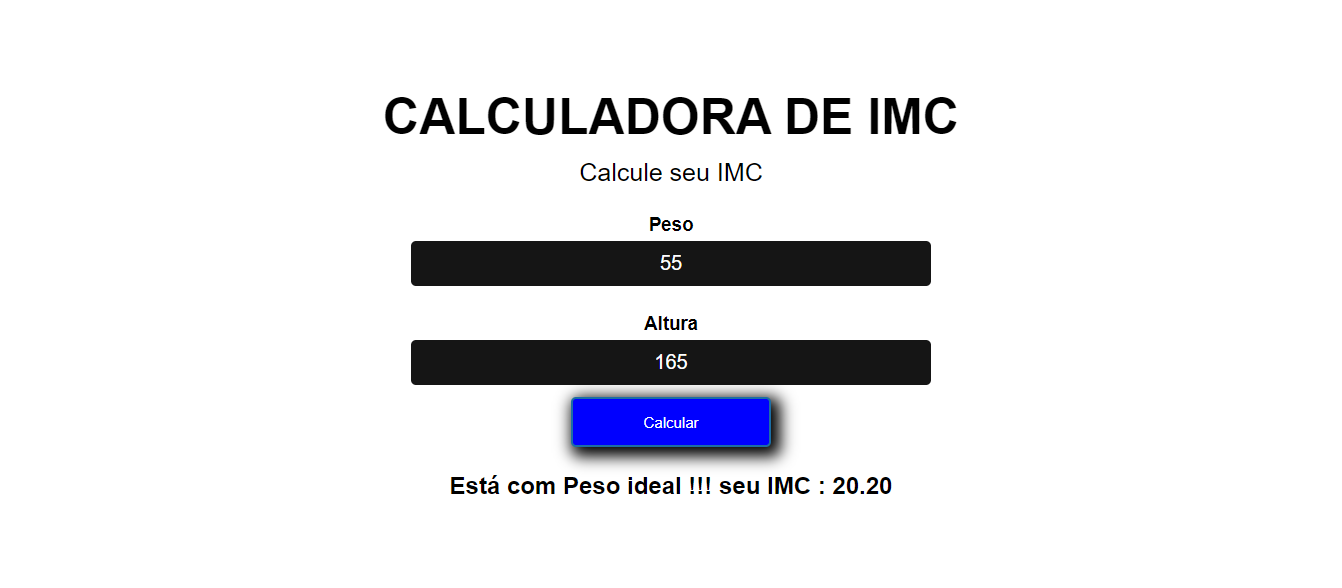 CALCULADORA DE IMC
Calcule seu IMC
Peso
55
Altura
165
Calcular
Está com Peso ideal !!! seu IMC : 20.20